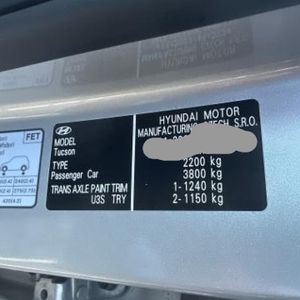 FET
HYUNDAI MOTOR
MANUFACTURING CZECH, S.R.O.
MODEL
Tucson
TYPE
Passenger Car
TRANS AXLE PAINT TRIM
U3S TRY
2200 kg
3800 kg
1-1240 kg
2-1150 kg